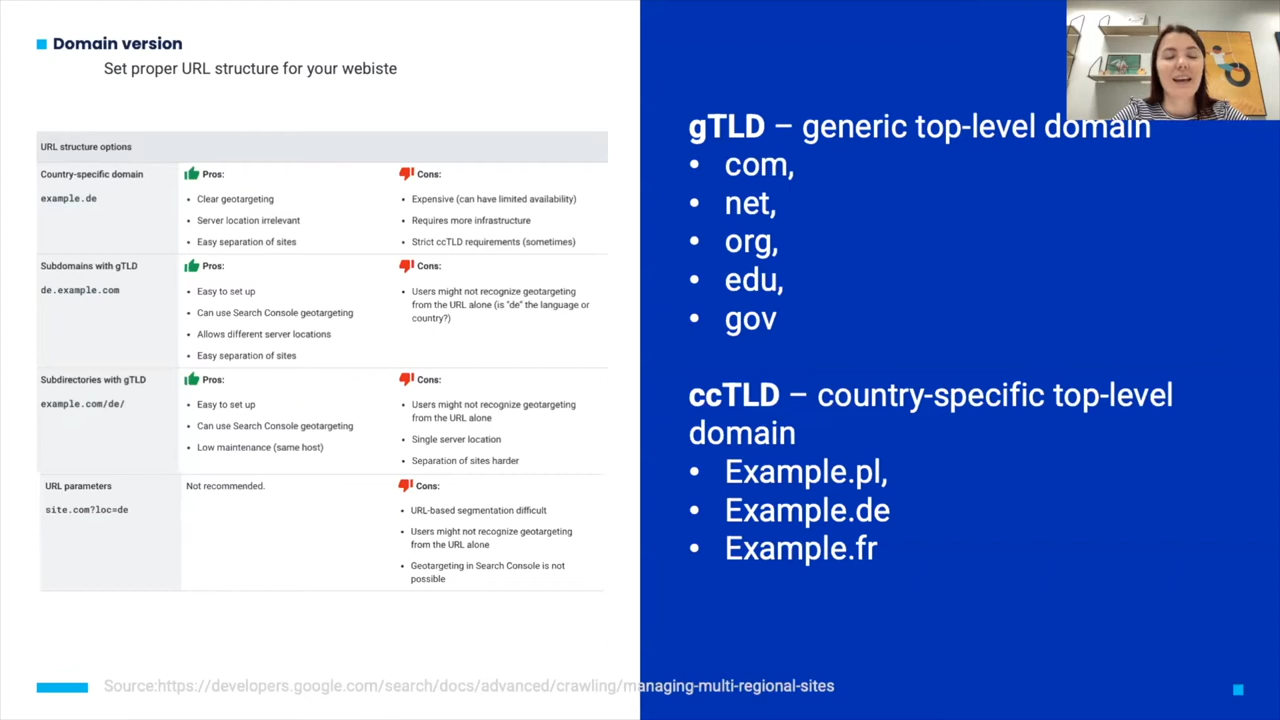 Domain version
Set proper URL structure for your webiste
URL structure options
Country-specific domain
example.de
Pros:
Clear geotargeting
Server location irrelevant
Easy separation of sites
Cons:
Expensive (can have limited availability)
Requires more infrastructure
Strict ccTLD requirements (sometimes)
Subdomains with gTLD
de.example.com
Pros:
Easy to set up
Can use Search Console geotargeting
Allows different server locations
Easy separation of sites
Cons:
Users might not recognize geotargeting
from the URL alone (is "de" the language or
country?)
Subdirectories with gTLD
example.com/de/
Pros:
Easy to set up
Can use Search Console geotargeting
Low maintenance (same host)
Cons:
Users might not recognize geotargeting
from the URL alone
Single server location
Separation of sites harder
URL parameters
site.com?loc=de
Not recommended.
Cons:
URL-based segmentation difficult
Users might not recognize geotargeting
from the URL alone
Geotargeting in Search Console is not
possible
gTLD – generic top-level domain
• com,
• net,
• org,
• edu,
• gov
ccTLD – country-specific top-level
domain
• Example.pl,
• Example.de
• Example.fr
Source:https://developers.google.com/search/docs/advanced/crawling/managing-multi-regional-sites